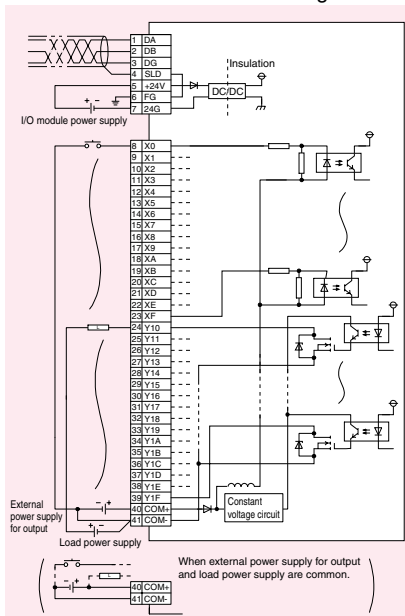 1 DA
2 DB
3 DG
4 SLD
5 +24V
6 FG
7 24G
Insulation
DC/DC
I/O module power supply
8 X0
9 X1
10 X2
11 X3
12 X4
13 X5
14 X6
15 X7
16 X8
17 X9
18 XA
19 XB
20 XC
21 XD
22 XE
23 XF
24 Y10
25 Y11
26 Y12
27 Y13
28 Y14
29 Y15
30 Y16
31 Y17
32 Y18
33 Y19
34 Y1A
35 Y1B
36 Y1C
37 Y1D
38 Y1E
39 Y1F
40 COM+
41 COM-
L
External
power supply
for output
Load power supply
Constant
voltage circuit
When external power supply for output
and load power supply are common.
L
40 COM+
41 COM-